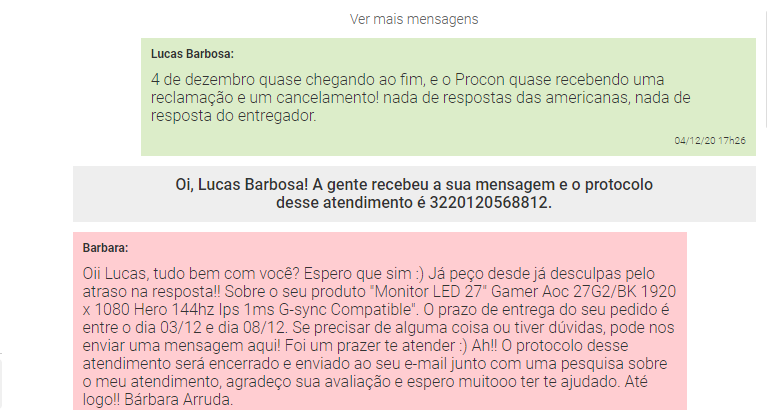 Ver mais mensagens
Lucas Barbosa:
4 de dezembro quase chegando ao fim, e o Procon quase recebendo uma
reclamação e um cancelamento! nada de respostas das americanas, nada de
resposta do entregador.
04/12/20 17h26
Oi, Lucas Barbosa! A gente recebeu a sua mensagem e o protocolo
desse atendimento é 3220120568812.
Barbara:
Oii Lucas, tudo bem com você? Espero que sim :) Já peço desde já desculpas pelo
atraso na resposta!! Sobre o seu produto "Monitor LED 27" Gamer Aoc 27G2/BK 1920
x 1080 Hero 144hz Ips 1ms G-sync Compatible". O prazo de entrega do seu pedido é
entre o dia 03/12 e dia 08/12. Se precisar de alguma coisa ou tiver dúvidas, pode nos
enviar uma mensagem aqui! Foi um prazer te atender :) Ah!! O protocolo desse
atendimento será encerrado e enviado ao seu e-mail junto com uma pesquisa sobre
o meu atendimento, agradeço sua avaliação e espero muitooo ter te ajudado. Até
logo!! Bárbara Arruda.